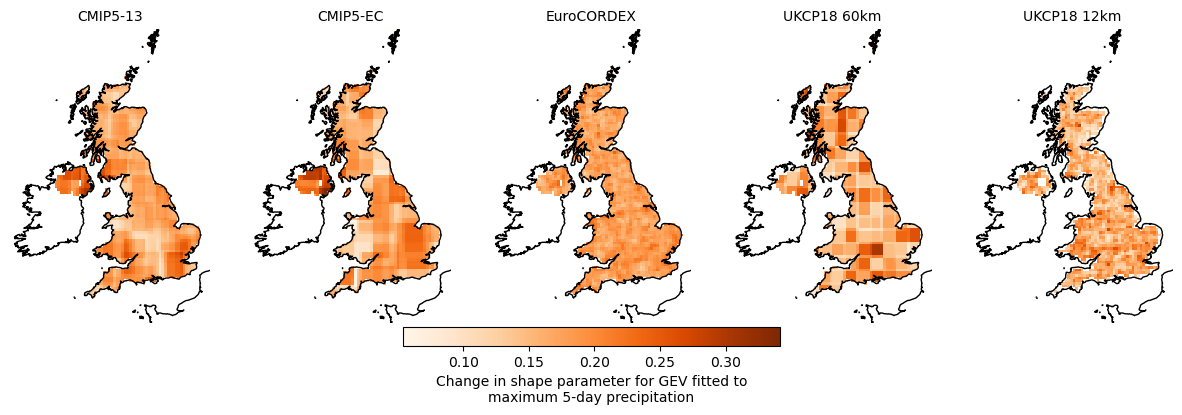 CMIP5-13 CMIP5-EC EuroCORDEX UKCP18 60km UKCP18 12km
0.10 0.15 0.20 0.25 0.30
Change in shape parameter for GEV fitted to
maximum 5-day precipitation